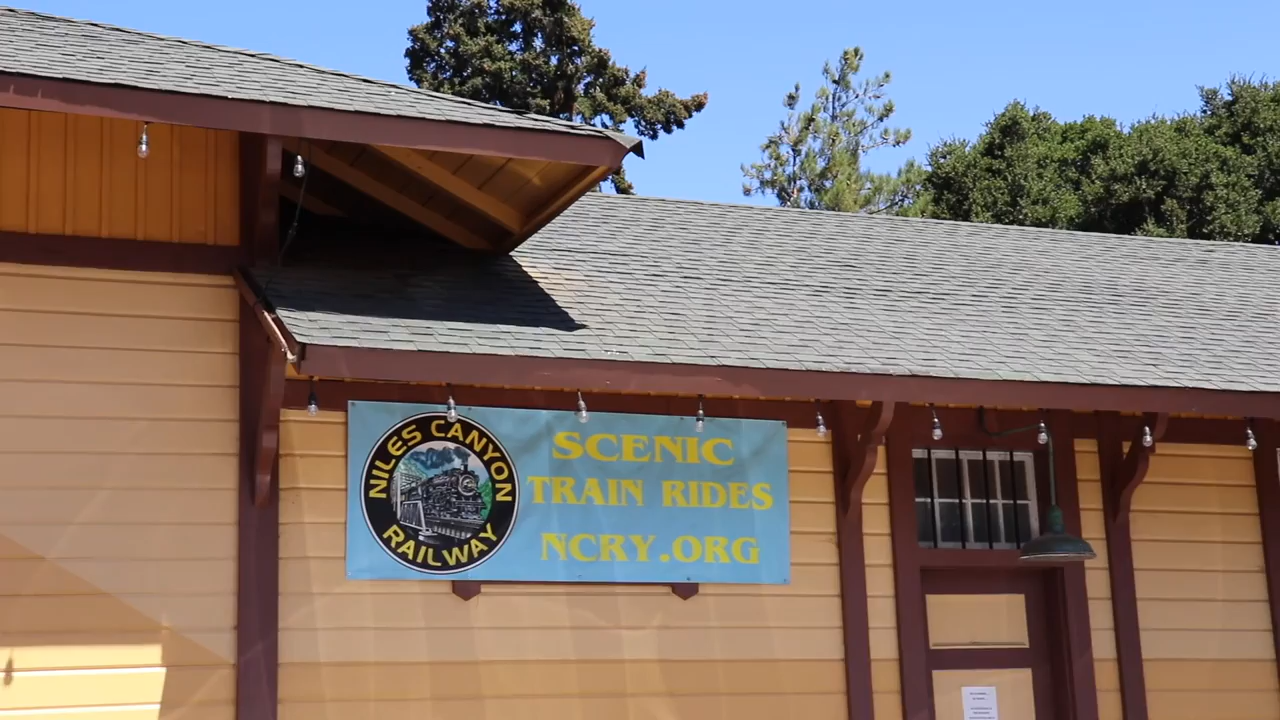 NILES CANYON
RAILWAY
SCENIC
TRAIN RIDES
NCRY.ORG